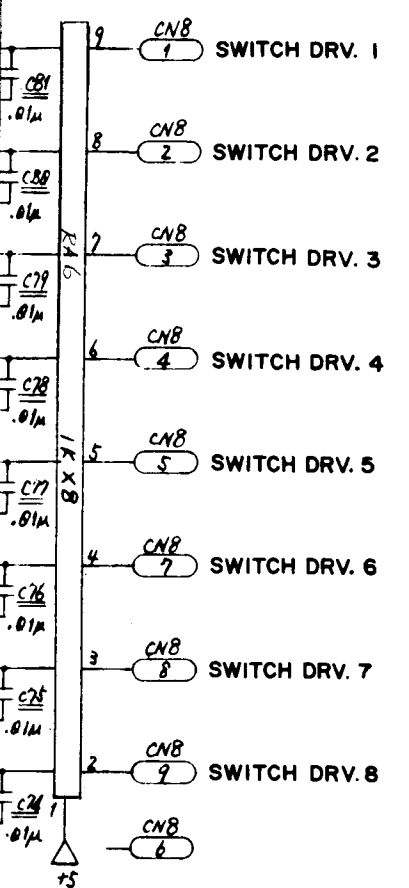 CN8
9 1 SWITCH DRV. 1
C81
.01μ
CN8
8 2 SWITCH DRV. 2
C80
.01μ
CN8
7 3 SWITCH DRV. 3
RA6
C79
.01μ
CN8
6 4 SWITCH DRV. 4
C78
.01μ
1K X 8
CN8
5 5 SWITCH DRV. 5
C77
.01μ
CN8
4 7 SWITCH DRV. 6
C76
.01μ
CN8
3 8 SWITCH DRV. 7
C75
.01μ
CN8
2 9 SWITCH DRV. 8
C74
1
.01μ
CN8
6
+5